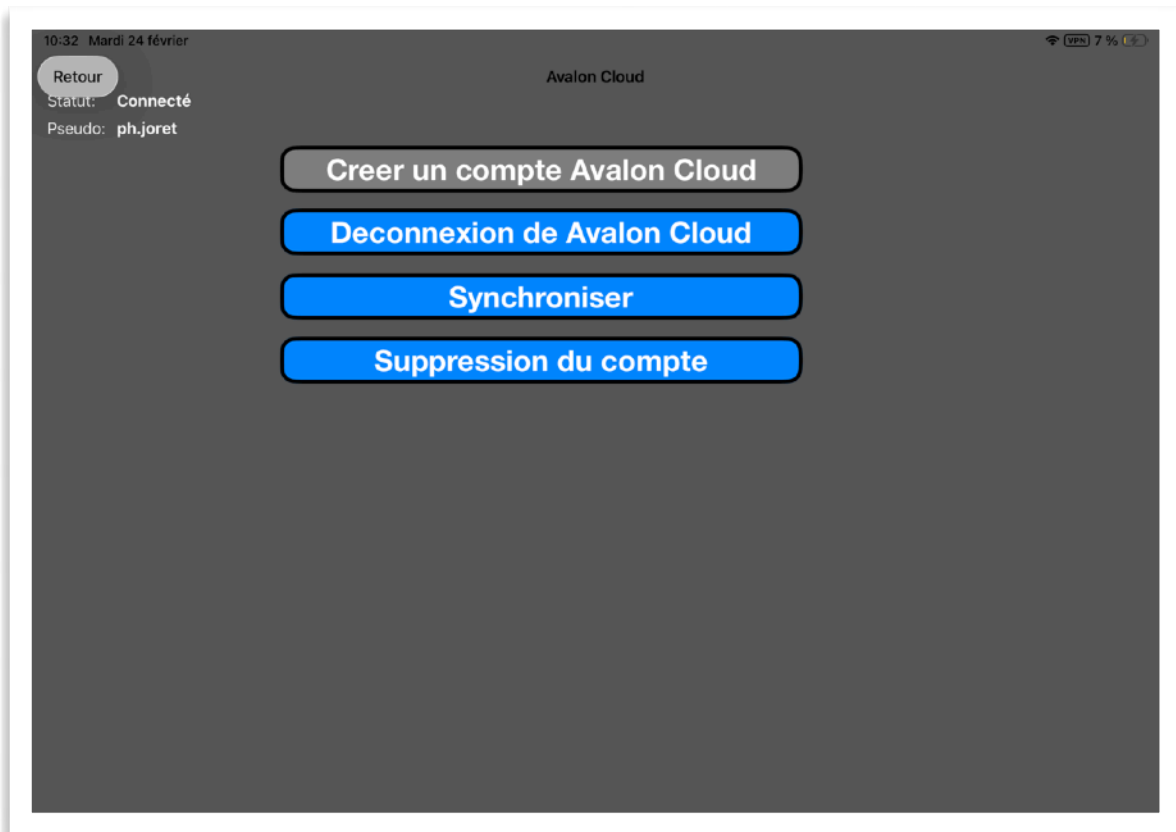 10:32 Mardi 24 février VPN 7 %
Retour Avalon Cloud
Statut: Connecté
Pseudo: ph.joret
Creer un compte Avalon Cloud
Deconnexion de Avalon Cloud
Synchroniser
Suppression du compte